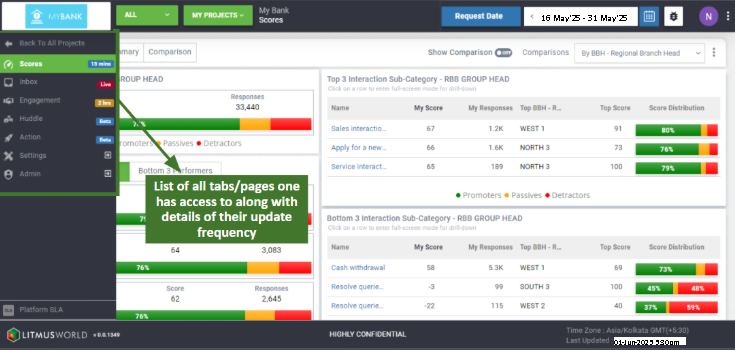 MYBANK
ALL
MY PROJECTS
My Bank
Scores
Request Date
16 May'25 - 31 May'25
N
Back To All Projects
Scores 15 mins
Inbox Live
Engagement 3 hrs
Huddle Beta
Action Beta
Settings
Admin
SLA Platform SLA
mmary Comparison
Show Comparison OFF Comparisons By BBH - Regional Branch Head
GROUP HEAD
Responses
33,440
Promoters Passives Detractors
Bottom 3 Performers
List of all tabs/pages one
has access to along with
details of their update
frequency
64 3,083
76%
Score Responses
62 2,645
76%
Top 3 Interaction Sub-Category - RBB GROUP HEAD
Click on a row to enter full-screen mode for drill-down
Name My Score My Responses Top BBH - R... Top Score Score Distribution
Sales interactio... 67 1.2K WEST 1 91 80%
Apply for a new... 66 1.6K NORTH 3 73 76%
Service interact... 65 189 NORTH 3 100 79%
Promoters Passives Detractors
Bottom 3 Interaction Sub-Category - RBB GROUP HEAD
Click on a row to enter full-screen mode for drill-down
Name My Score My Responses Top BBH - R... Top Score Score Distribution
Cash withdrawal 58 5.3K WEST 1 69 73%
Resolve querie... -3 99 SOUTH 3 100 45% 48%
Resolve querie... -22 115 WEST 2 40 37% 59%
LITMUSWORLD v 0.0.1349
HIGHLY CONFIDENTIAL
Time Zone : Asia/Kolkata GMT(+5:30)
Last Updated